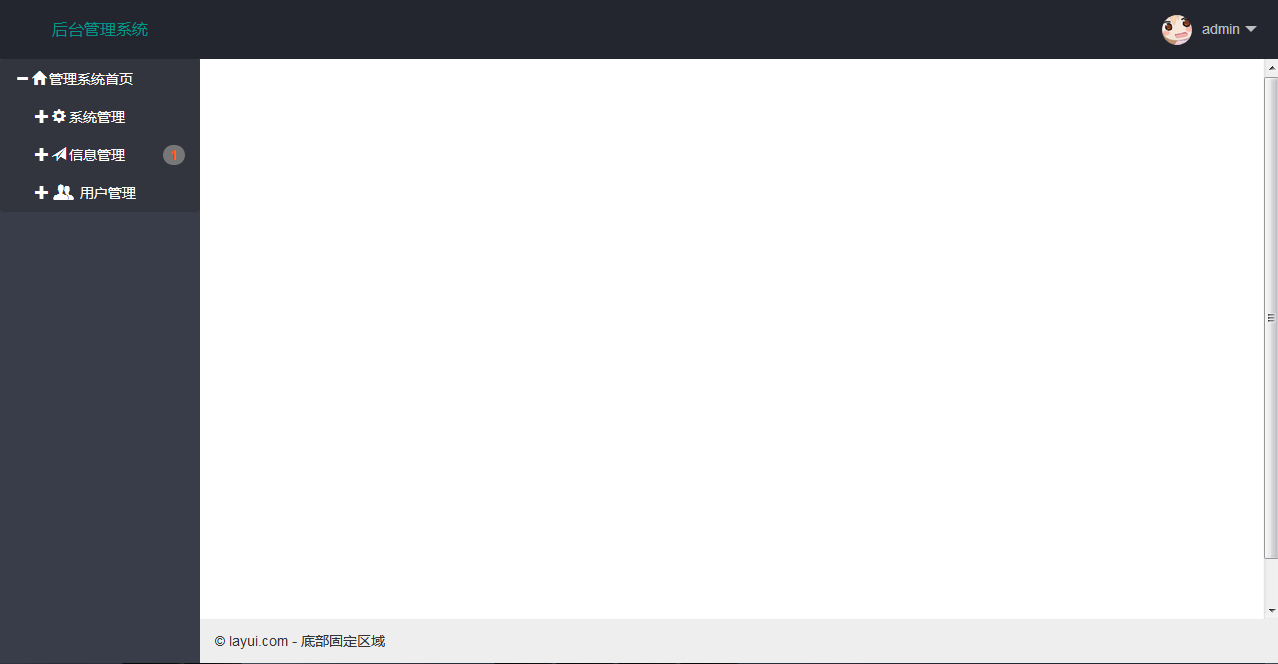 后台管理系统
admin
管理系统首页
系统管理
信息管理 1
用户管理
© layui.com - 底部固定区域